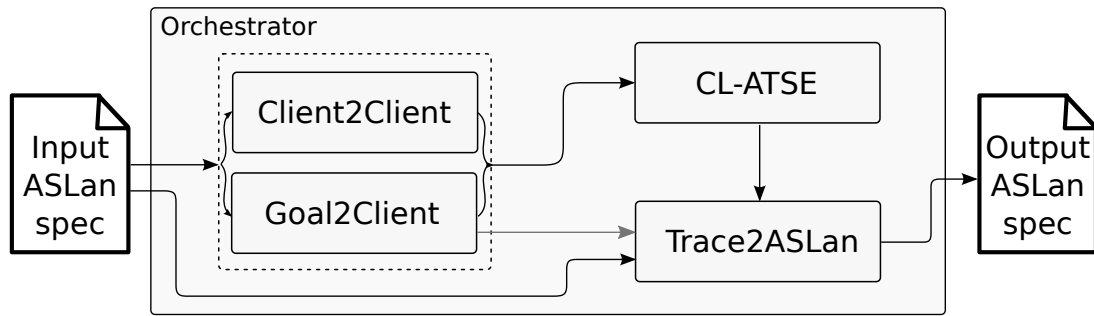 Orchestrator
Input
ASLan
spec
Client2Client
Goal2Client
CL-ATSE
Trace2ASLan
Output
ASLan
spec